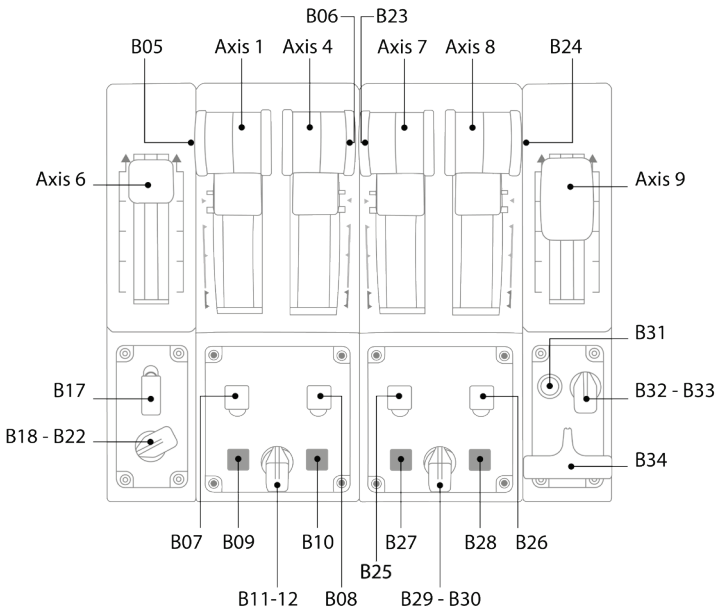 B06
B23
B05
Axis 1
Axis 4
Axis 7
Axis 8
B24
Axis 6
Axis 9
B31
B17
B32 - B33
B18 - B22
B34
B07
B09
B10
B27
B28
B26
B25
B11-12
B08
B29 - B30